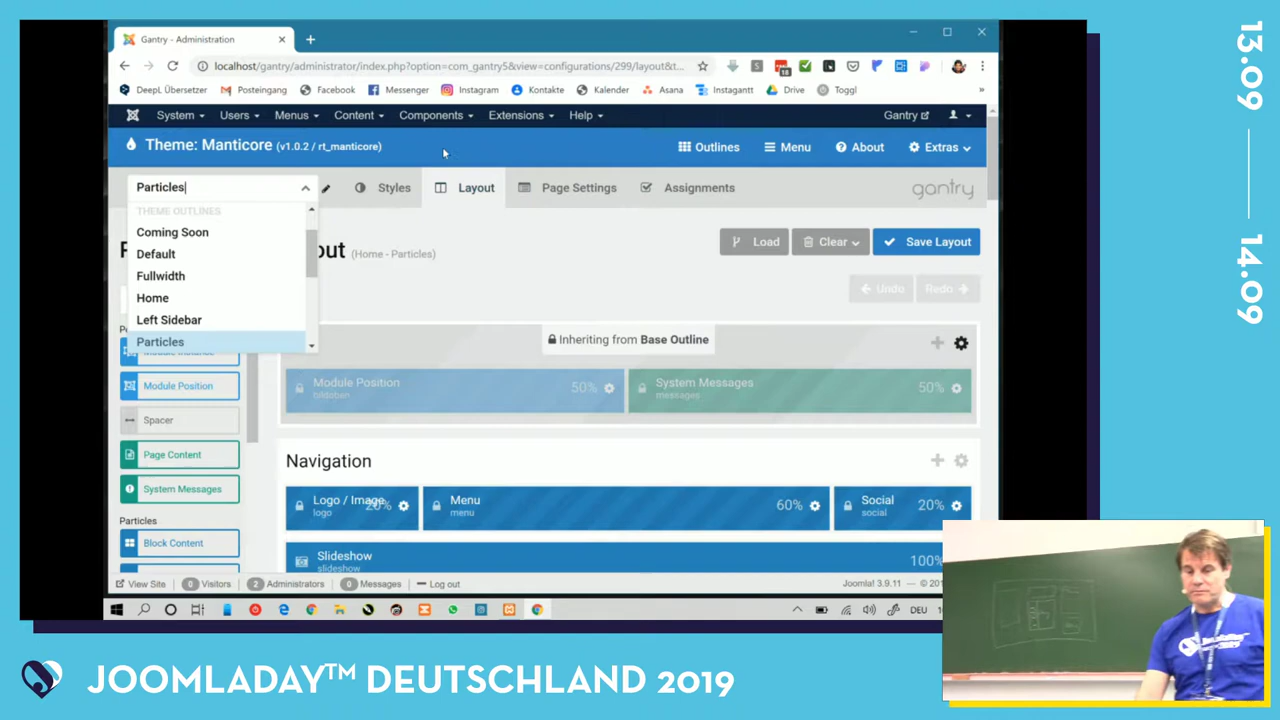 Gantry - Administration
localhost/gantry/administrator/index.php?option=com_gantry5&view=configurations/299/layout&t...
DeepL Übersetzer Posteingang Facebook Messenger Instagram Kontakte Kalender Asana Instagantt Drive Toggl »
System Users Menus Content Components Extensions Help Gantry
Theme: Manticore (v1.0.2 / rt_manticore) Outlines Menu About Extras
Particles Styles Layout Page Settings Assignments gantry
THEME OUTLINES
Coming Soon
Default
Fullwidth
Home
Left Sidebar
Particles
out (Home - Particles) Load Clear Save Layout
Undo Redo
Inheriting from Base Outline
Module Position 50% System Messages 50%
messages
Module Position
Spacer
Page Content
System Messages
Particles
Block Content
Navigation
Logo / Image 20% Menu 60% Social 20%
logo menu social
Slideshow 100%
slideshow
View Site 0 Visitors 2 Administrators 0 Messages Log out Joomla! 3.9.11 — © 20
DEU
13.09
14.09
JOOMLADAY™ DEUTSCHLAND 2019